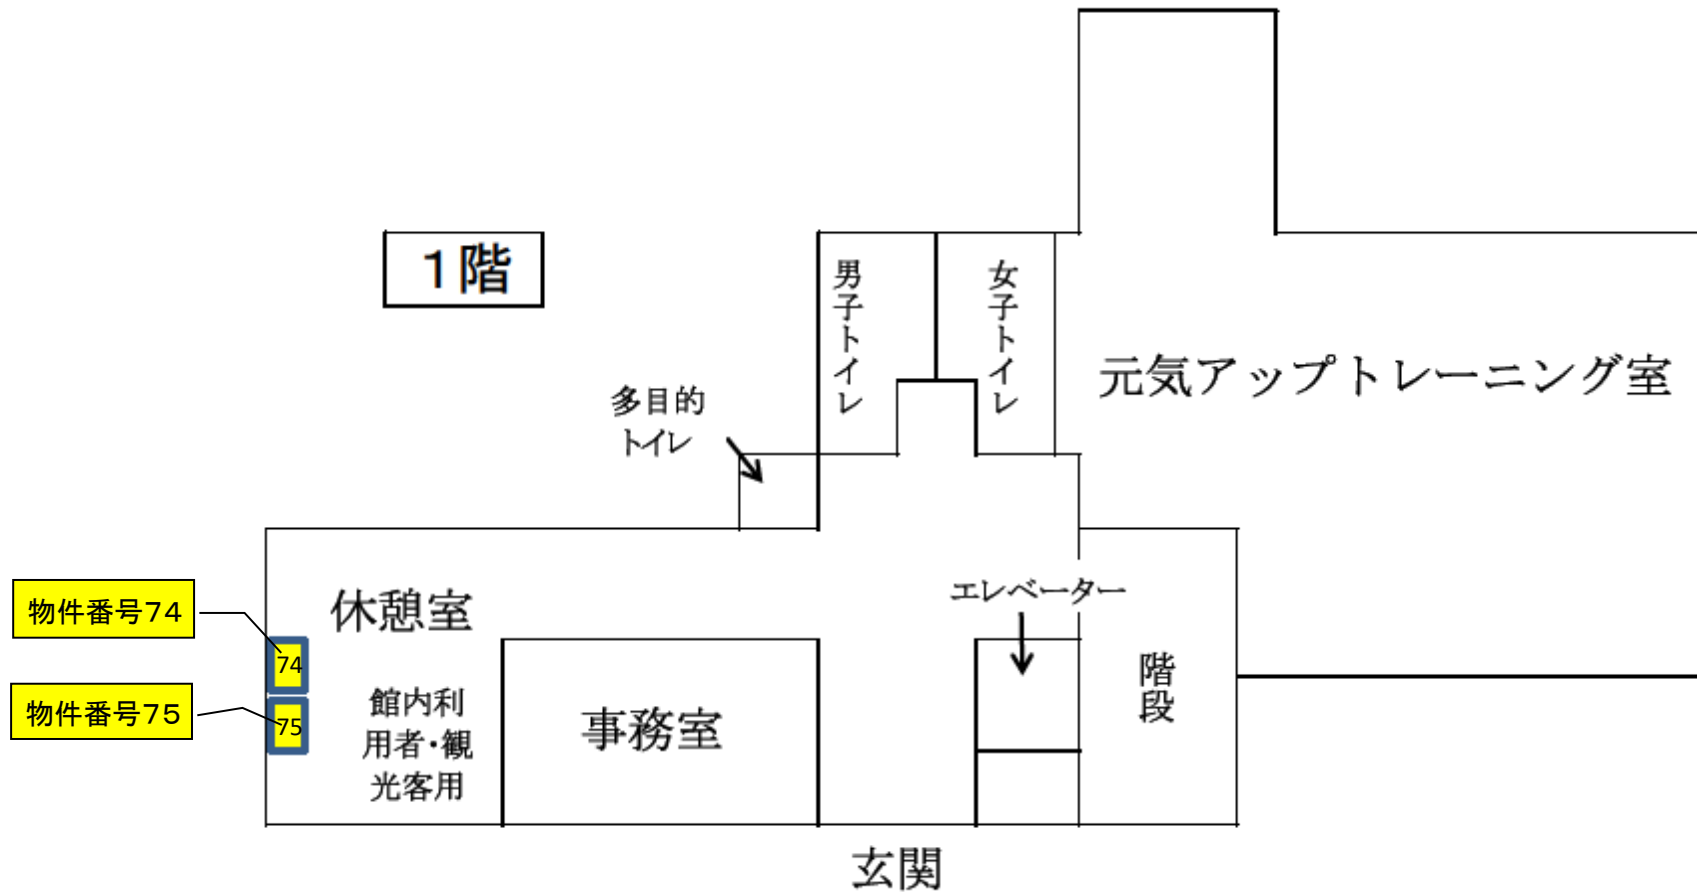 １階
男子トイレ
女子トイレ
元気アップトレーニング室
多目的
トイレ
休憩室
エレベーター
物件番号74
74
物件番号75
75
館内利
用者・観
光客用
事務室
階段
玄関